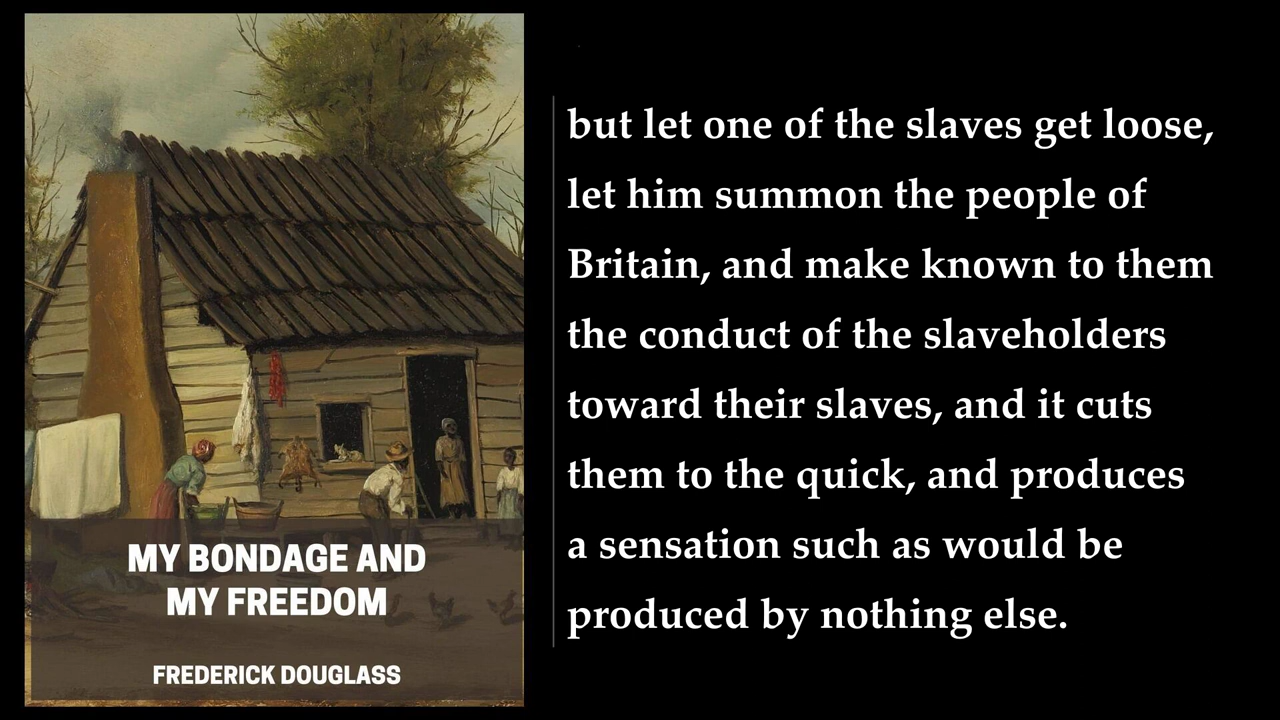 MY BONDAGE AND
MY FREEDOM
FREDERICK DOUGLASS
but let one of the slaves get loose,
let him summon the people of
Britain, and make known to them
the conduct of the slaveholders
toward their slaves, and it cuts
them to the quick, and produces
a sensation such as would be
produced by nothing else.